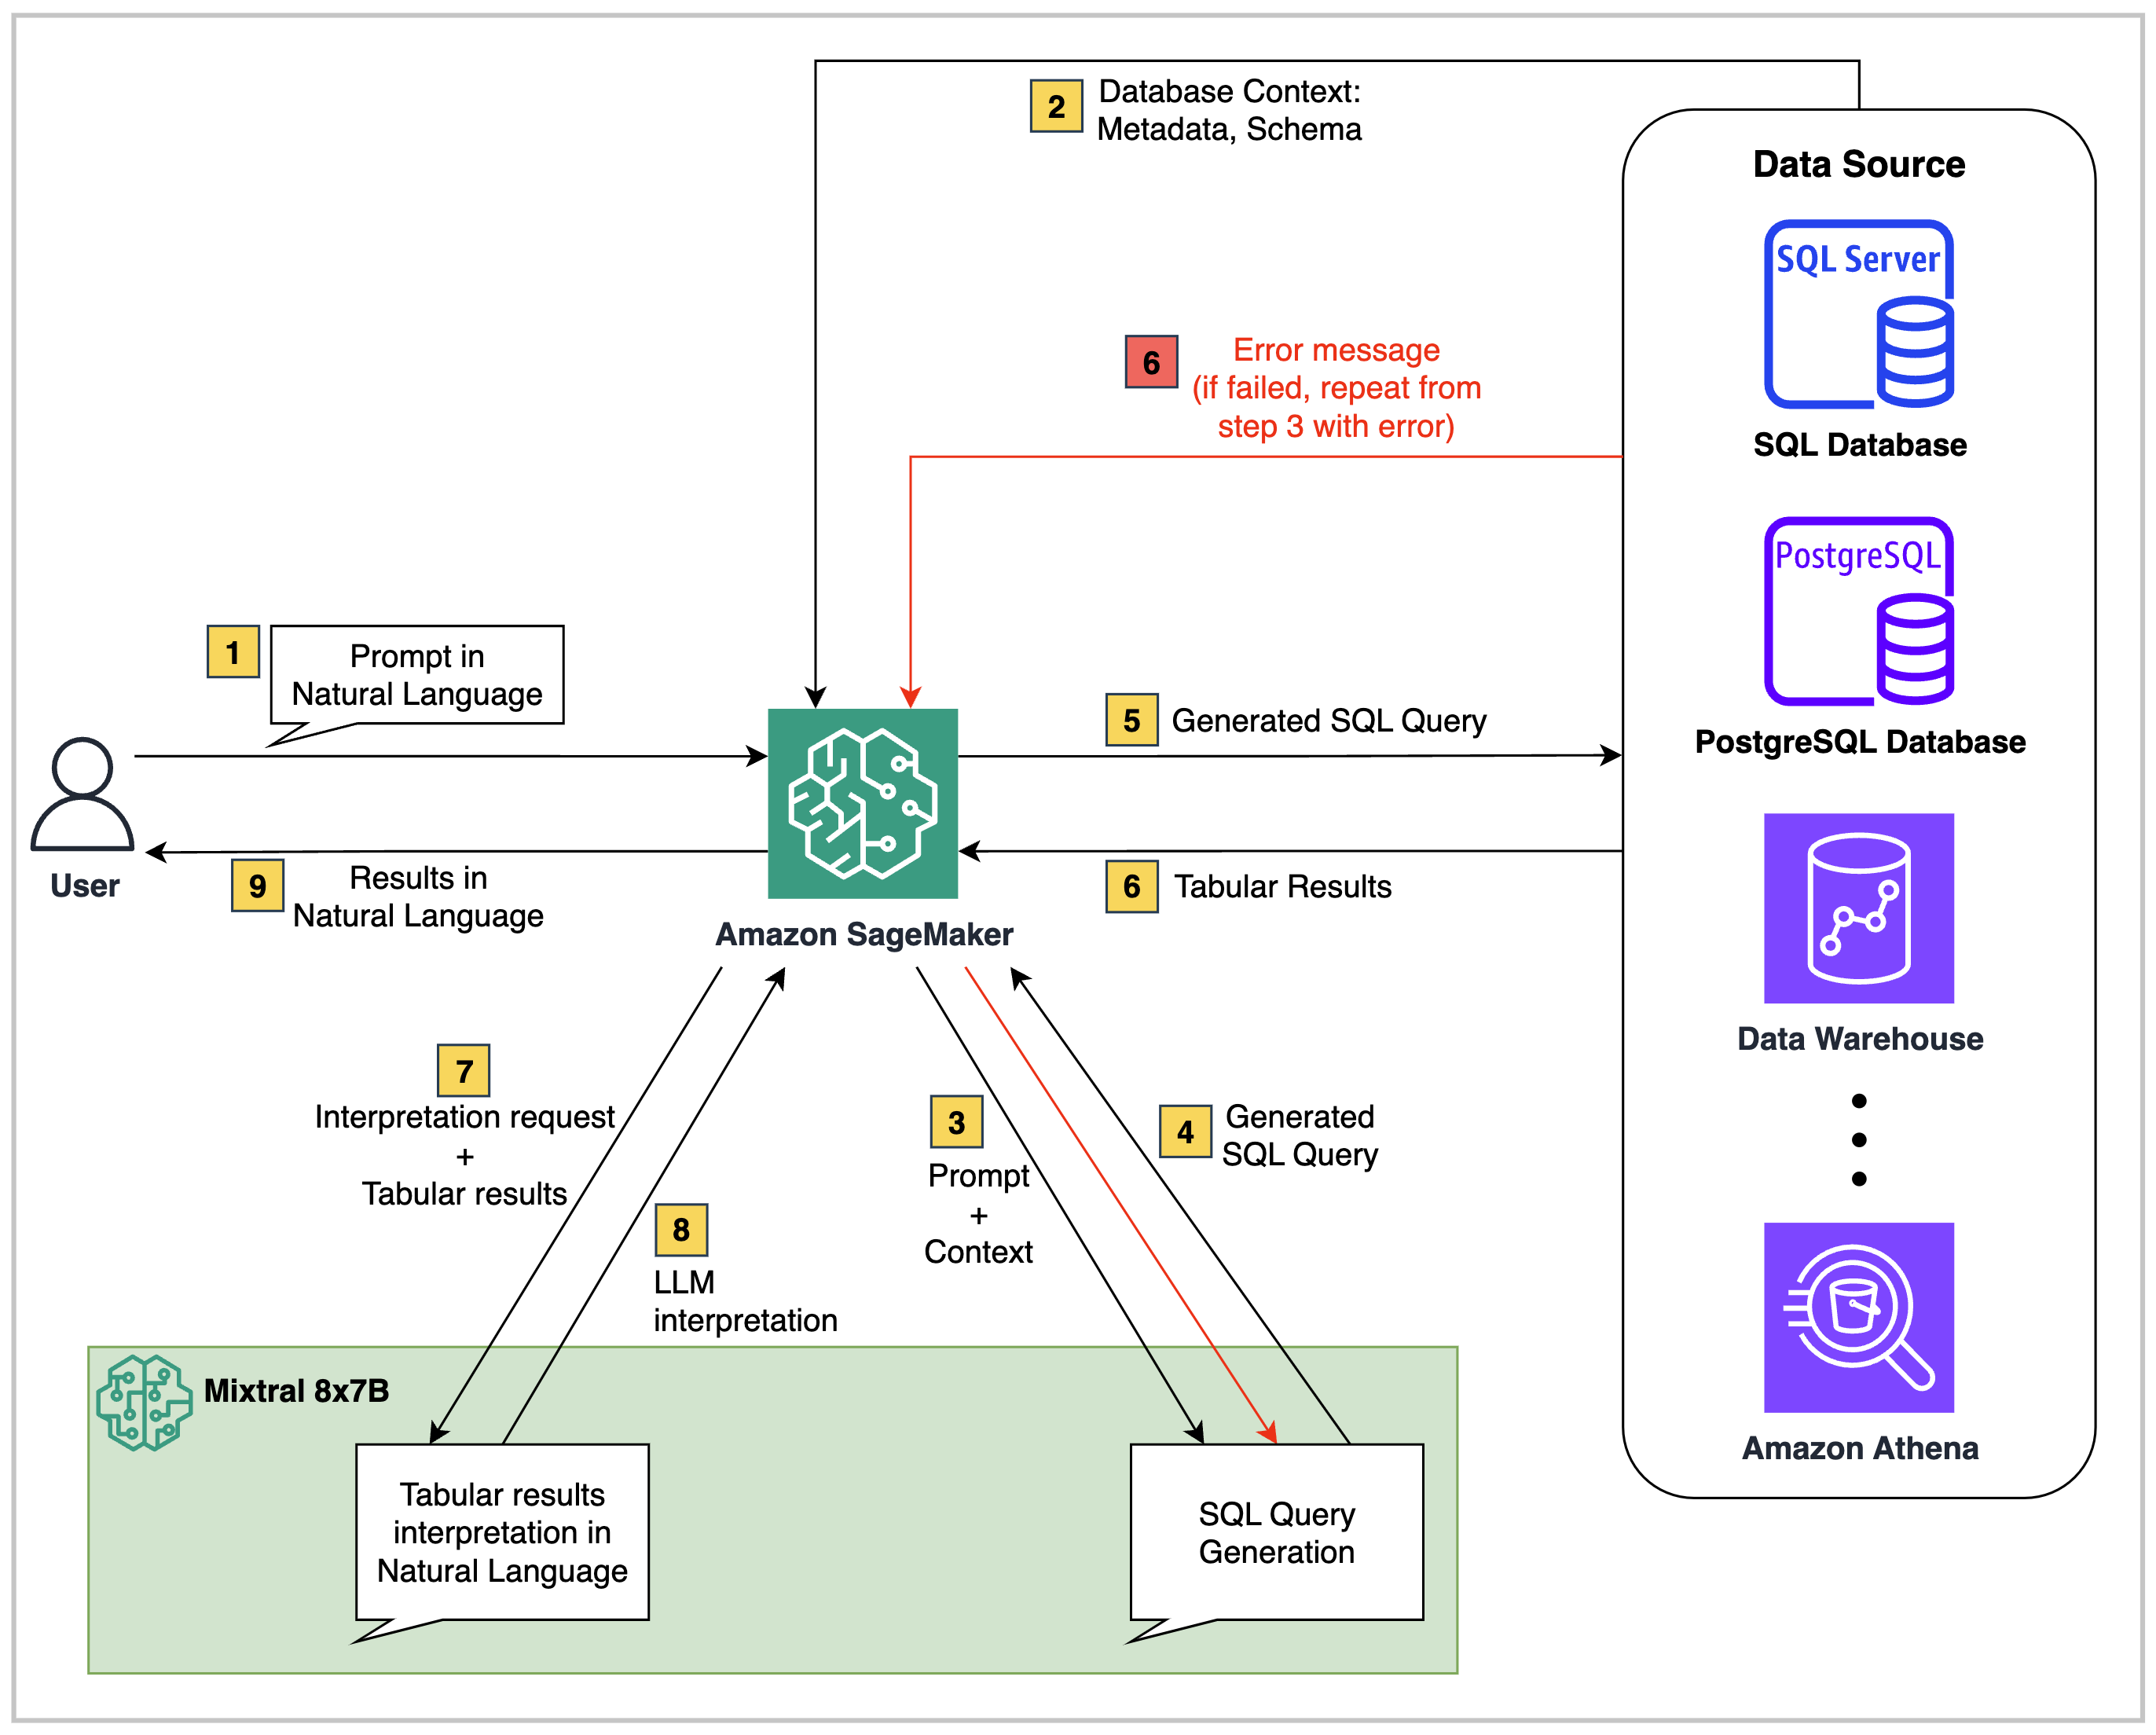 2
Database Context:
Metadata, Schema
Data Source
SQL Server
SQL Database
6
Error message
(if failed, repeat from
step 3 with error)
PostgreSQL
PostgreSQL Database
1
Prompt in
Natural Language
5
Generated SQL Query
User
9
Results in
Natural Language
Amazon SageMaker
6
Tabular Results
Data Warehouse
7
Interpretation request
+
Tabular results
8
LLM
interpretation
3
Prompt
+
Context
4
Generated
SQL Query
Amazon Athena
Mixtral 8x7B
Tabular results
interpretation in
Natural Language
SQL Query
Generation